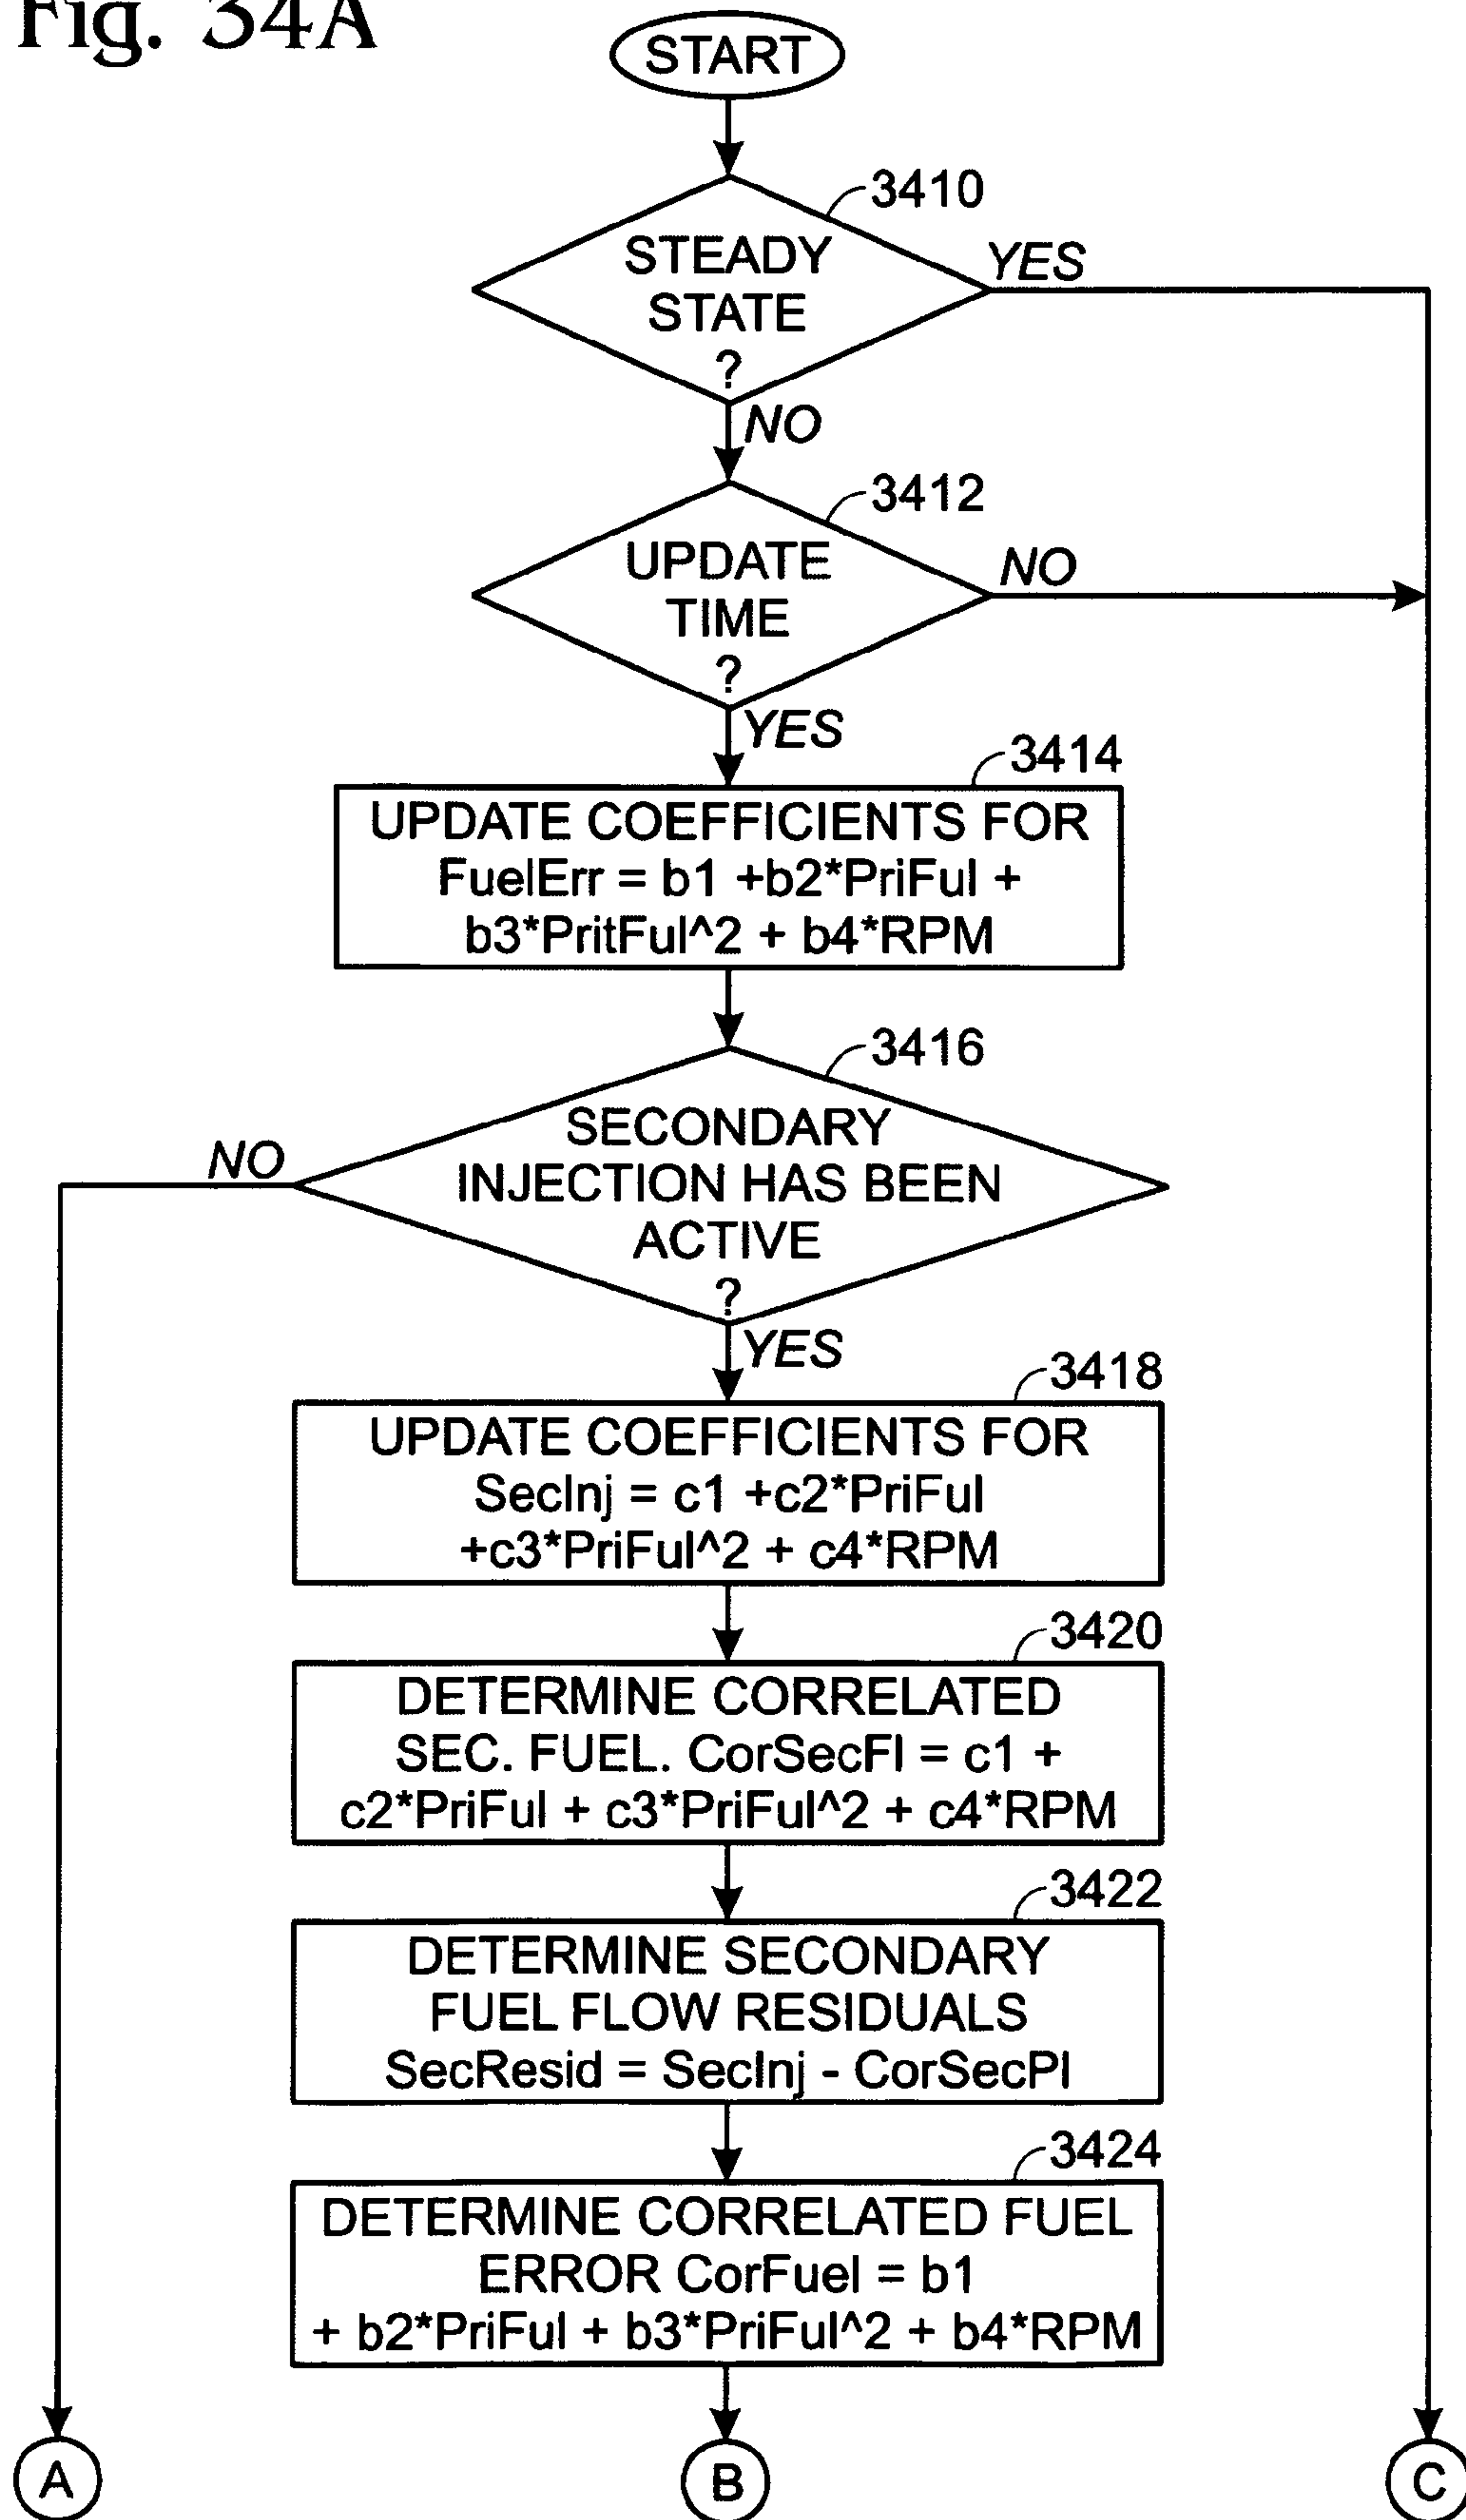 Fig. 34A
START
3410
STEADY
STATE
?
YES
NO
3412
UPDATE
TIME
?
NO
YES
3414
UPDATE COEFFICIENTS FOR
FuelErr = b1 +b2*PriFul +
b3*PritFul^2 + b4*RPM
3416
SECONDARY
INJECTION HAS BEEN
ACTIVE
?
NO
YES
3418
UPDATE COEFFICIENTS FOR
SecInj = c1 +c2*PriFul
+c3*PriFul^2 + c4*RPM
3420
DETERMINE CORRELATED
SEC. FUEL. CorSecFl = c1 +
c2*PriFul + c3*PriFul^2 + c4*RPM
3422
DETERMINE SECONDARY
FUEL FLOW RESIDUALS
SecResid = SecInj - CorSecPl
3424
DETERMINE CORRELATED FUEL
ERROR CorFuel = b1
+ b2*PriFul + b3*PriFul^2 + b4*RPM
A
B
C